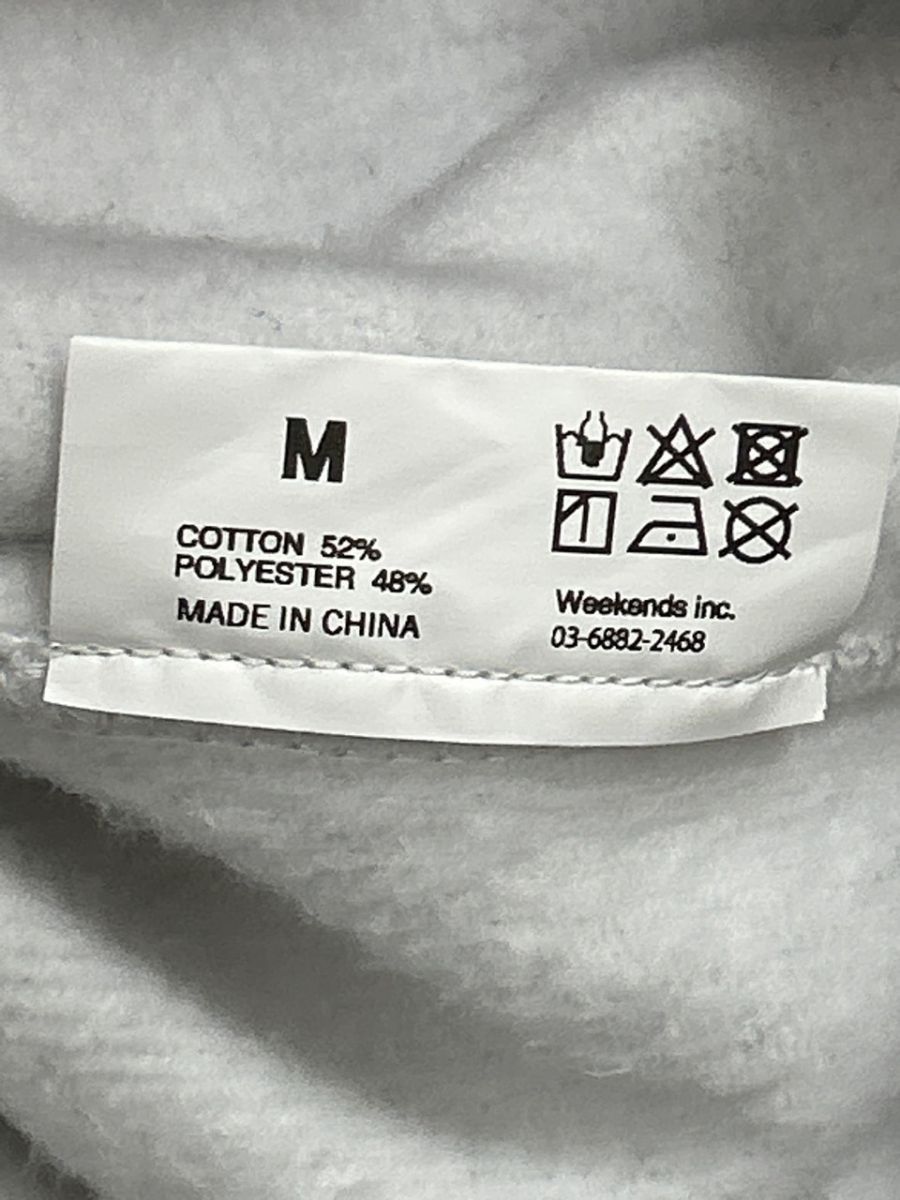 M
COTTON 52%
POLYESTER 48%
MADE IN CHINA
Weekends inc.
03-6882-2468